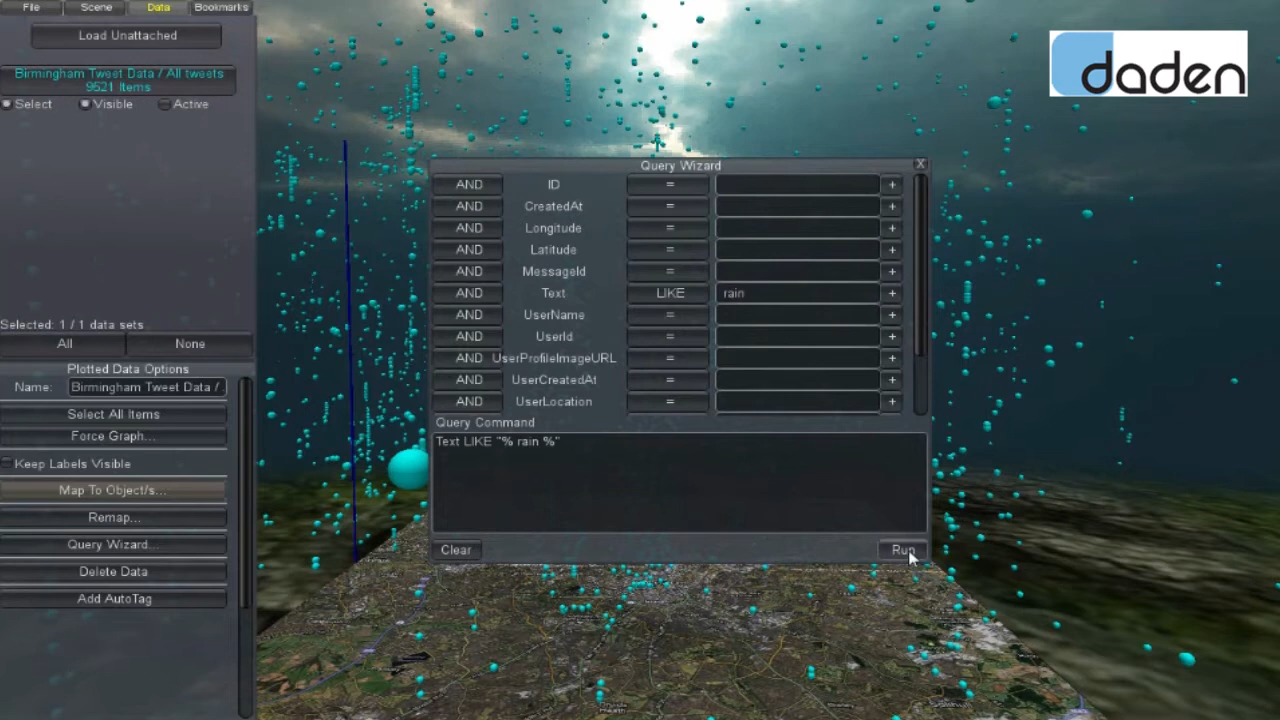 File Scene Data Bookmarks
Load Unattached
Birmingham Tweet Data / All tweets
9521 Items
Select Visible Active
Selected: 1 / 1 data sets
All None
Plotted Data Options
Name: Birmingham Tweet Data /
Select All Items
Force Graph...
Keep Labels Visible
Map To Object/s...
Remap...
Query Wizard...
Delete Data
Add AutoTag
daden
Query Wizard X
AND ID = +
AND CreatedAt = +
AND Longitude = +
AND Latitude = +
AND MessageId = +
AND Text LIKE rain +
AND UserName = +
AND UserId = +
AND UserProfileImageURL = +
AND UserCreatedAt = +
AND UserLocation = +
Query Command
Text LIKE "% rain %"
Clear Run